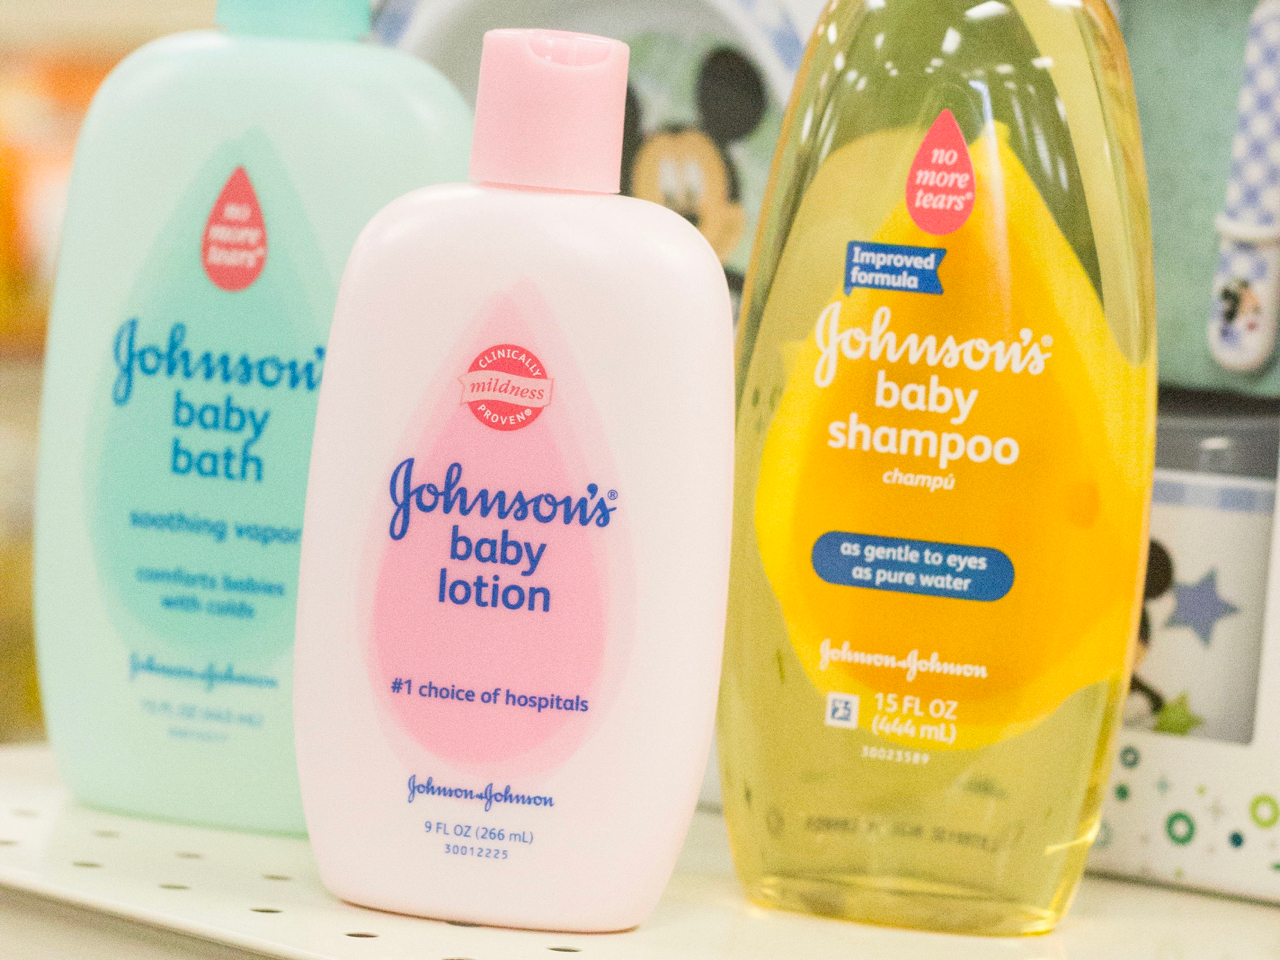 no
more
tears®
Johnson's
baby
bath
soothing vapor
comforts babies
with colds
Johnson & Johnson
CLINICALLY
mildness
PROVEN®
Johnson's®
baby
lotion
#1 choice of hospitals
Johnson & Johnson
9 FL OZ (266 mL)
30012225
no
more
tears®
Improved
formula
Johnson's®
baby
shampoo
champú
as gentle to eyes
as pure water
Johnson & Johnson
15 FL OZ
(444 mL)
30023589